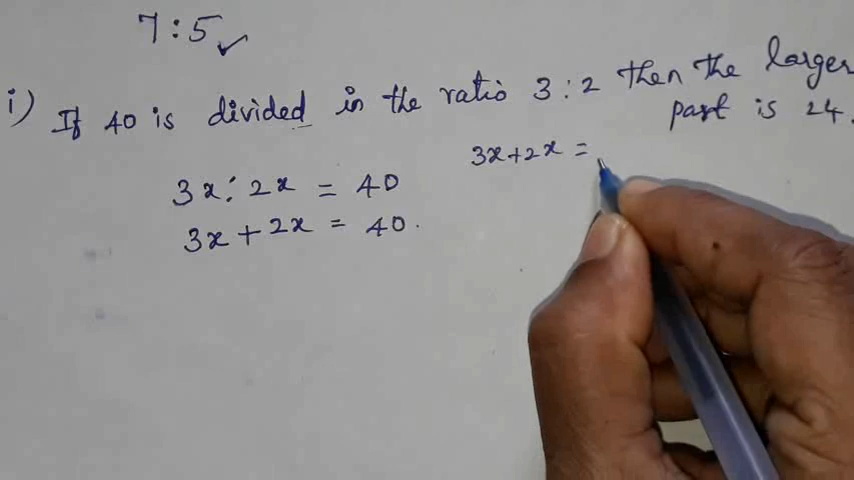 7:5 ✓
i) If 40 is divided in the ratio 3:2 then the larger
part is 24.
3x+2x =
3x : 2x = 40
3x + 2x = 40.